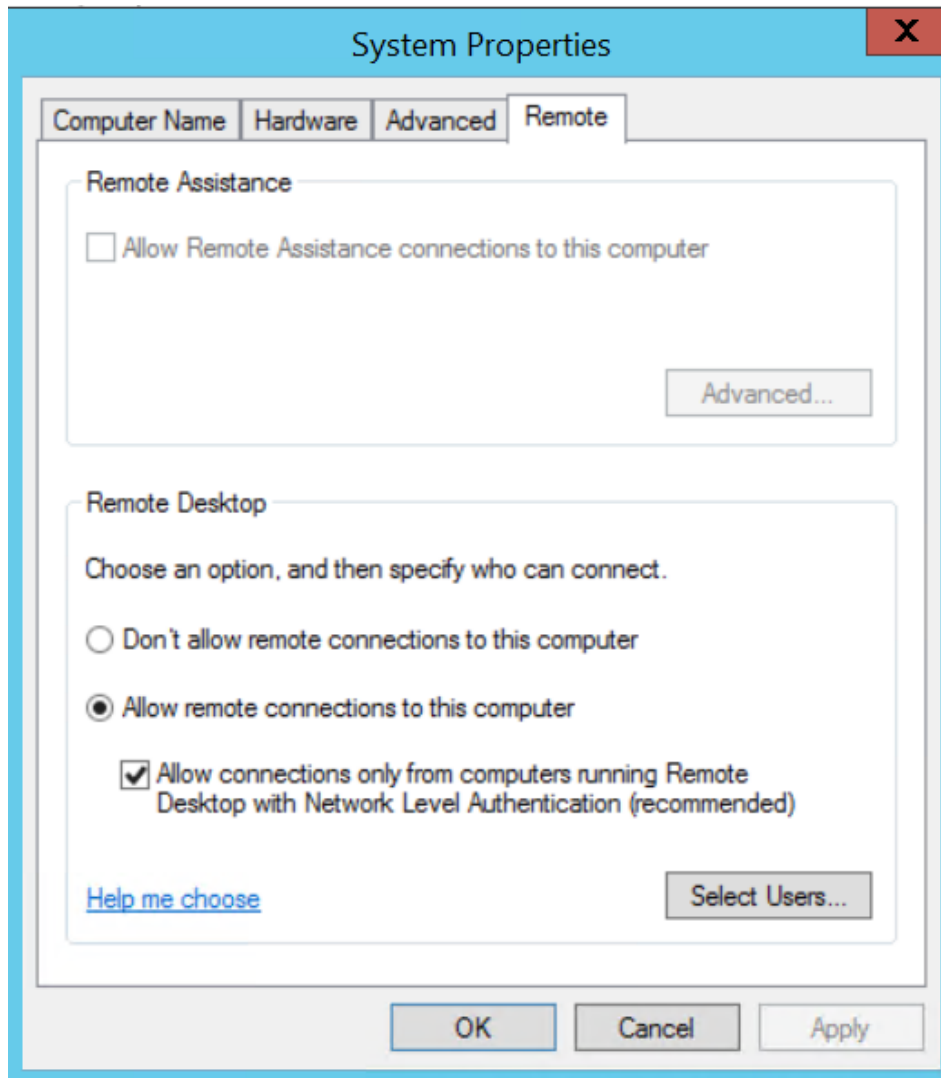 System Properties
X
Computer Name Hardware Advanced Remote
Remote Assistance
Allow Remote Assistance connections to this computer
Advanced...
Remote Desktop
Choose an option, and then specify who can connect.
Don't allow remote connections to this computer
Allow remote connections to this computer
Allow connections only from computers running Remote
Desktop with Network Level Authentication (recommended)
Help me choose Select Users...
OK Cancel Apply